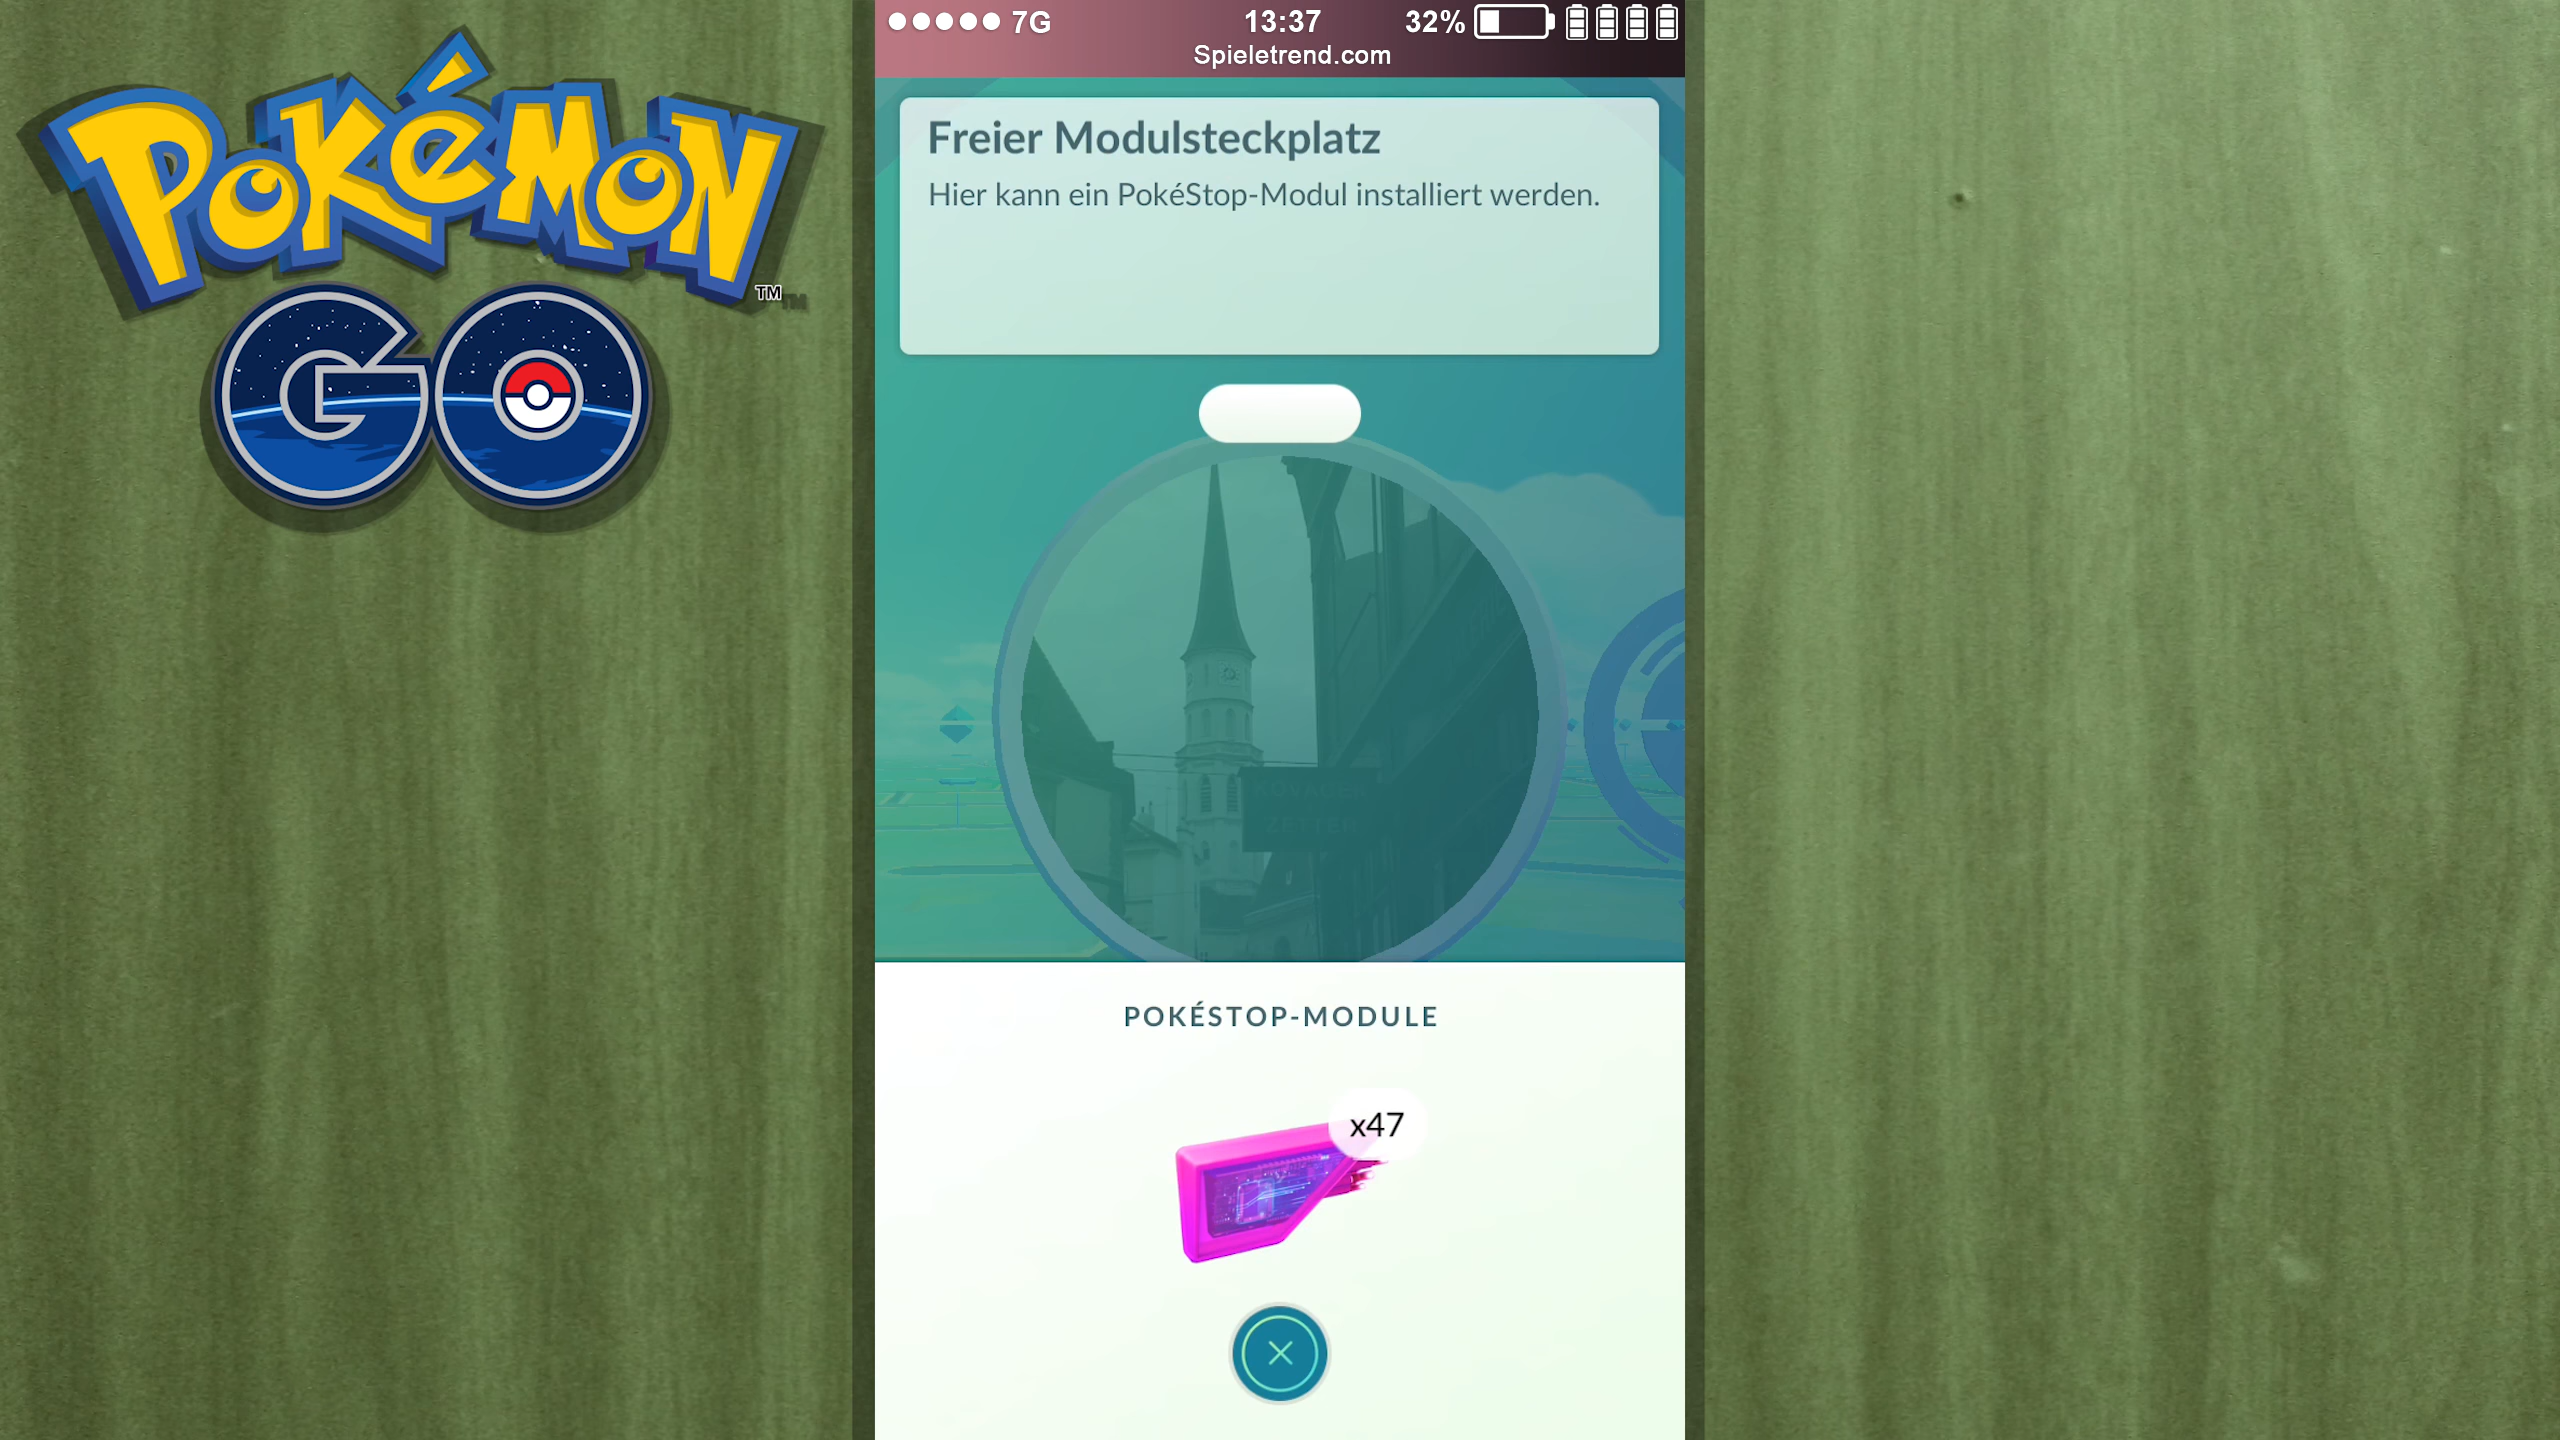 POKÉMON
TM
GO
7G
13:37
32%
Spieletrend.com
Freier Modulsteckplatz
Hier kann ein PokéStop-Modul installiert werden.
POKÉSTOP-MODULE
x47